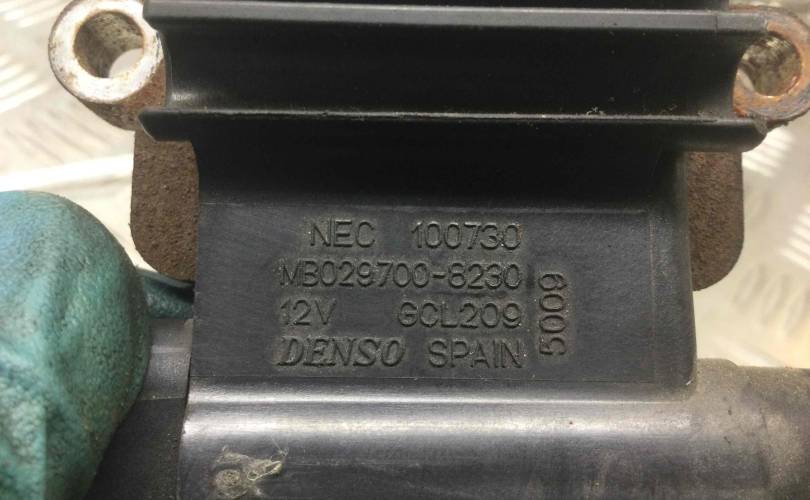 NEC 100730
MB029700-8230
12V GCL209
DENSO SPAIN
5009